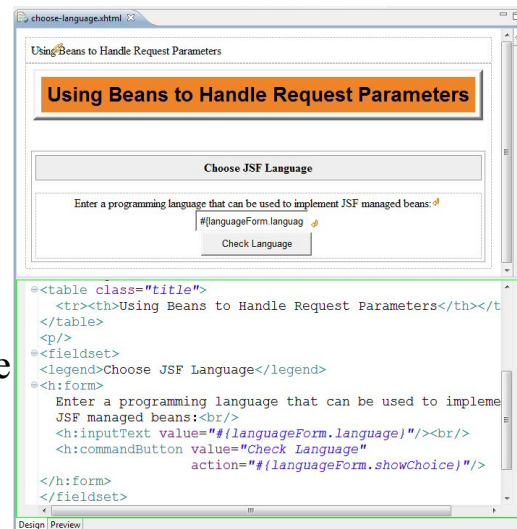 choose-language.xhtml
Using Beans to Handle Request Parameters
Using Beans to Handle Request Parameters
Choose JSF Language
Enter a programming language that can be used to implement JSF managed beans:
#{languageForm.languag
Check Language
<table class="title">
<tr><th>Using Beans to Handle Request Parameters</th></t
</table>
<p/>
<fieldset>
<legend>Choose JSF Language</legend>
<h:form>
Enter a programming language that can be used to impleme
JSF managed beans:<br/>
<h:inputText value="#{languageForm.language}"/><br/>
<h:commandButton value="Check Language"
action="#{languageForm.showChoice}"/>
</h:form>
</fieldset>
e
Design Preview